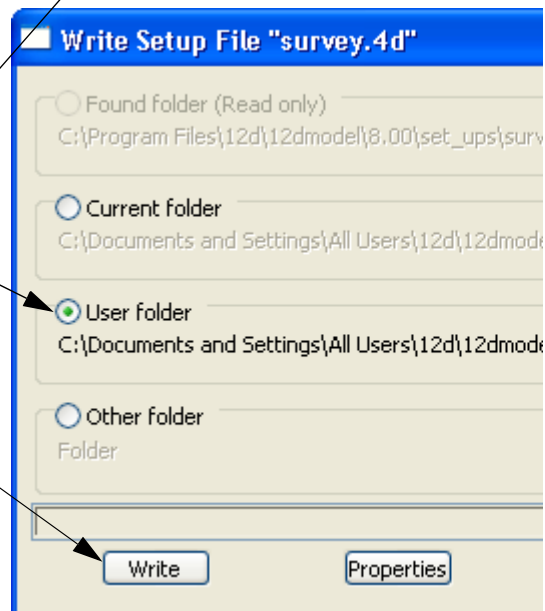 Write Setup File "survey.4d"
Found folder (Read only)
C:\Program Files\12d\12dmodel\8.00\set_ups\surv
Current folder
C:\Documents and Settings\All Users\12d\12dmode
User folder
C:\Documents and Settings\All Users\12d\12dmode
Other folder
Folder
Write
Properties